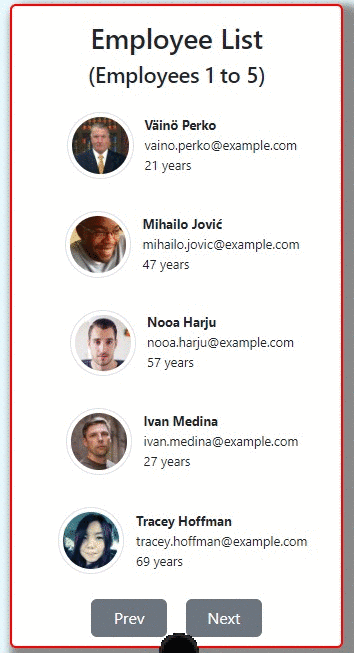 Employee List
(Employees 1 to 5)
Väinö Perko
vaino.perko@example.com
21 years
Mihailo Jović
mihailo.jovic@example.com
47 years
Nooa Harju
nooa.harju@example.com
57 years
Ivan Medina
ivan.medina@example.com
27 years
Tracey Hoffman
tracey.hoffman@example.com
69 years
Prev Next